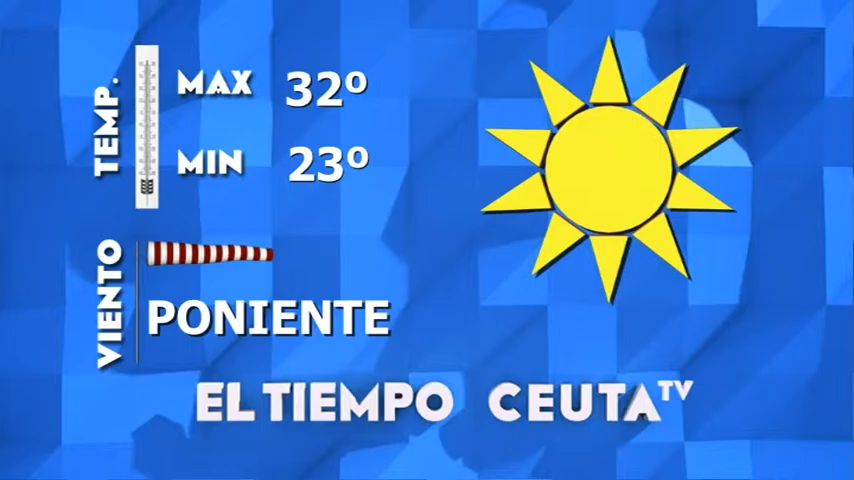 TEMP.
MAX 32º
MIN 23º
VIENTO
PONIENTE
EL TIEMPO CEUTA TV